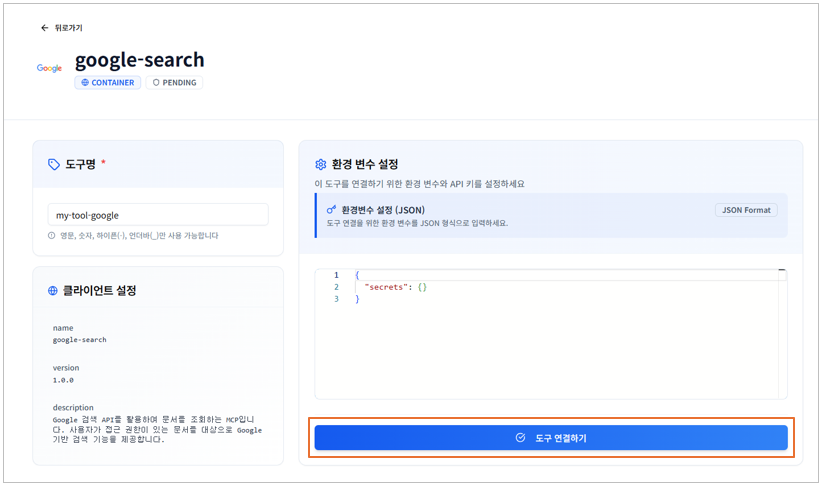 뒤로가기
Google
google-search
CONTAINER
PENDING
도구명 *
my-tool-google
영문, 숫자, 하이픈(-), 언더바(_)만 사용 가능합니다
클라이언트 설정
name
google-search
version
1.0.0
description
Google 검색 API를 활용하여 문서를 조회하는 MCP입니
다. 사용자가 접근 권한이 있는 문서를 대상으로 Google
기반 검색 기능을 제공합니다.
환경 변수 설정
이 도구를 연결하기 위한 환경 변수와 API 키를 설정하세요
환경변수 설정 (JSON)
JSON Format
도구 연결을 위한 환경 변수를 JSON 형식으로 입력하세요.
1 {
2 "secrets": {}
3 }
도구 연결하기